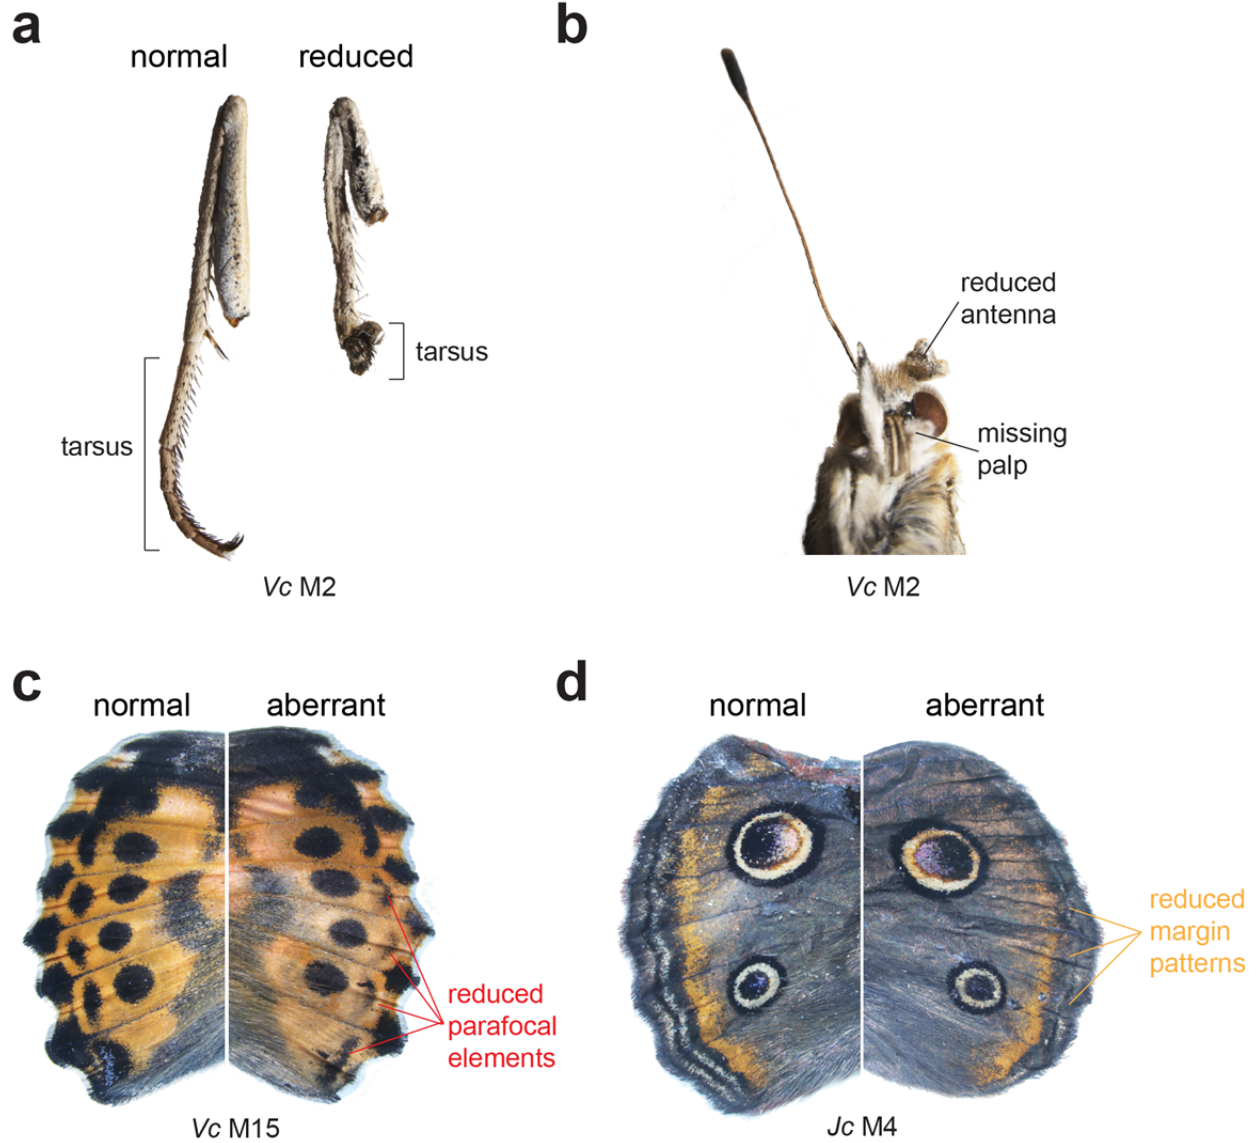 a
normal
reduced
tarsus
tarsus
Vc M2
b
reduced
antenna
missing
palp
Vc M2
c
normal
aberrant
reduced
parafocal
elements
Vc M15
d
normal
aberrant
reduced
margin
patterns
Jc M4